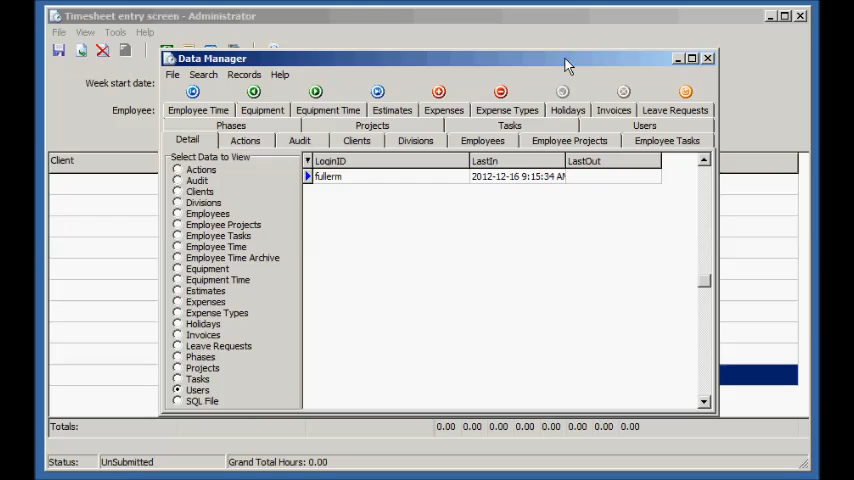 Timesheet entry screen - Administrator
File View Tools Help
Week start date:
Employee:
Client
Data Manager
File Search Records Help
Employee Time Equipment Equipment Time Estimates Expenses Expense Types Holidays Invoices Leave Requests
Phases Projects Tasks Users
Detail Actions Audit Clients Divisions Employees Employee Projects Employee Tasks
Select Data to View
Actions
Audit
Clients
Divisions
Employees
Employee Projects
Employee Tasks
Employee Time
Employee Time Archive
Equipment
Equipment Time
Estimates
Expenses
Expense Types
Holidays
Invoices
Leave Requests
Phases
Projects
Tasks
Users
SQL File
LoginID LastIn LastOut
fullerm 2012-12-16 9:15:34 AM
Totals: 0.00 0.00 0.00 0.00 0.00 0.00 0.00 0.00
Status: UnSubmitted Grand Total Hours: 0.00